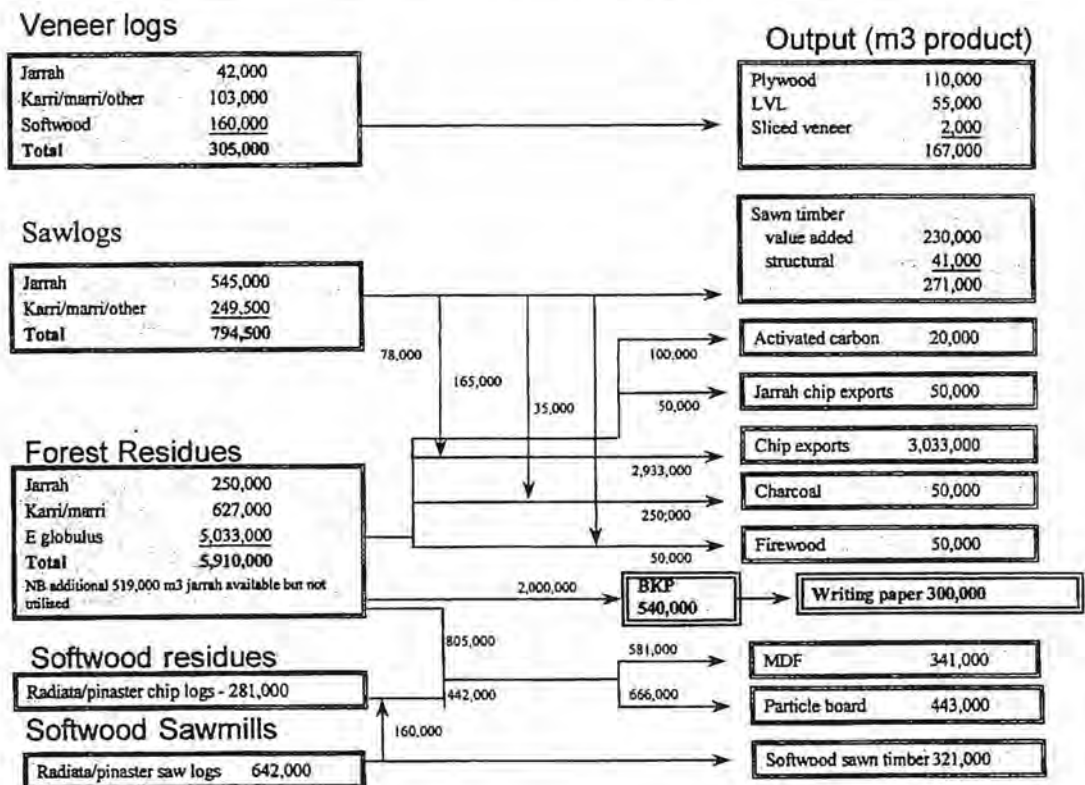 Veneer logs
Jarrah 42,000
Karri/marri/other 103,000
Softwood 160,000
Total 305,000
Output (m3 product)
Plywood 110,000
LVL 55,000
Sliced veneer 2,000
167,000
Sawlogs
Jarrah 545,000
Karri/marri/other 249,500
Total 794,500
Sawn timber
value added 230,000
structural 41,000
271,000
78,000
165,000
35,000
100,000
50,000
Activated carbon 20,000
Jarrah chip exports 50,000
Forest Residues
Jarrah 250,000
Karri/marri 627,000
E globulus 5,033,000
Total 5,910,000
NB additional 519,000 m3 jarrah available but not
utilised
2,933,000
250,000
50,000
Chip exports 3,033,000
Charcoal 50,000
Firewood 50,000
2,000,000
BKP
540,000
Writing paper 300,000
805,000
Softwood residues
Radiata/pinaster chip logs - 281,000
442,000
581,000
666,000
MDF 341,000
Particle board 443,000
Softwood Sawmills
Radiata/pinaster saw logs 642,000
160,000
Softwood sawn timber 321,000